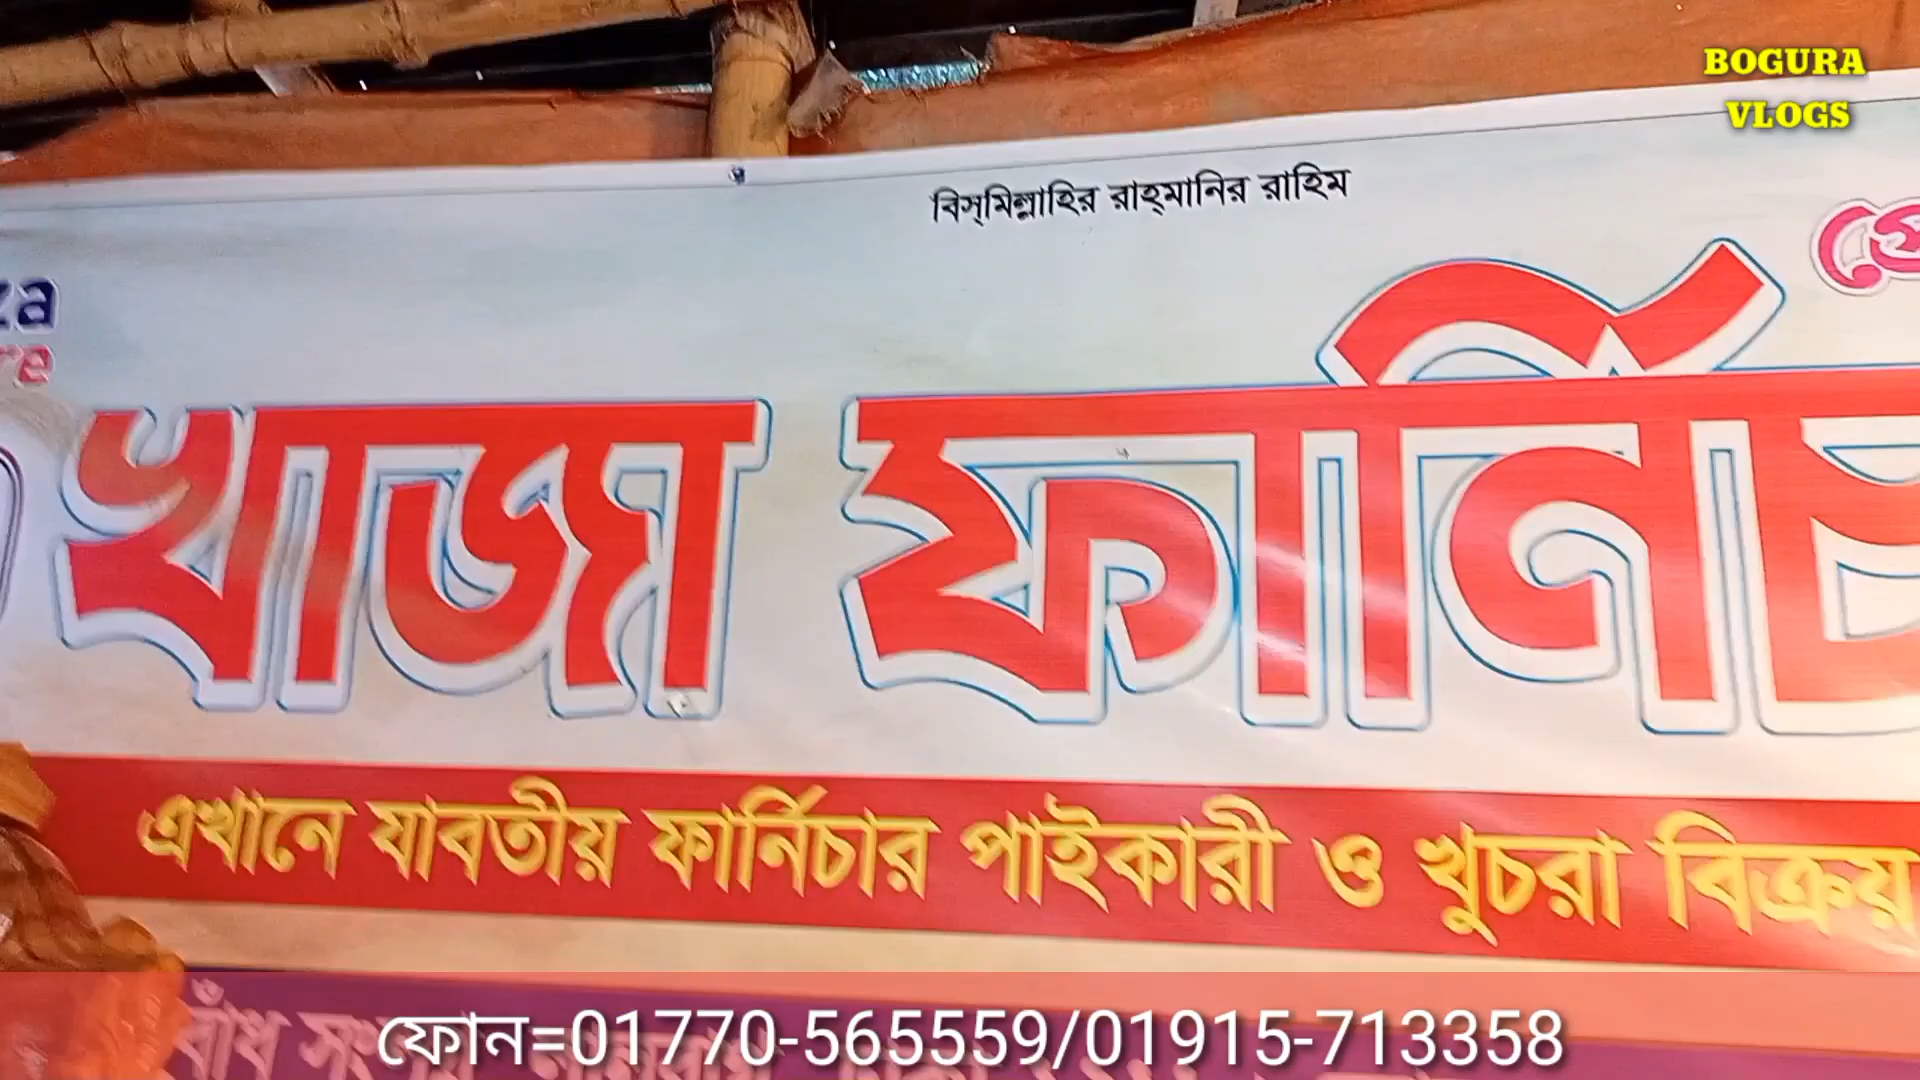 BOGURA
VLOGS
বিস্‌মিল্লাহির রাহ্‌মানির রাহিম
খাজা ফার্নিচ
এখানে যাবতীয় ফার্নিচার পাইকারী ও খুচরা বিক্রয়
ফোন=01770-565559/01915-713358